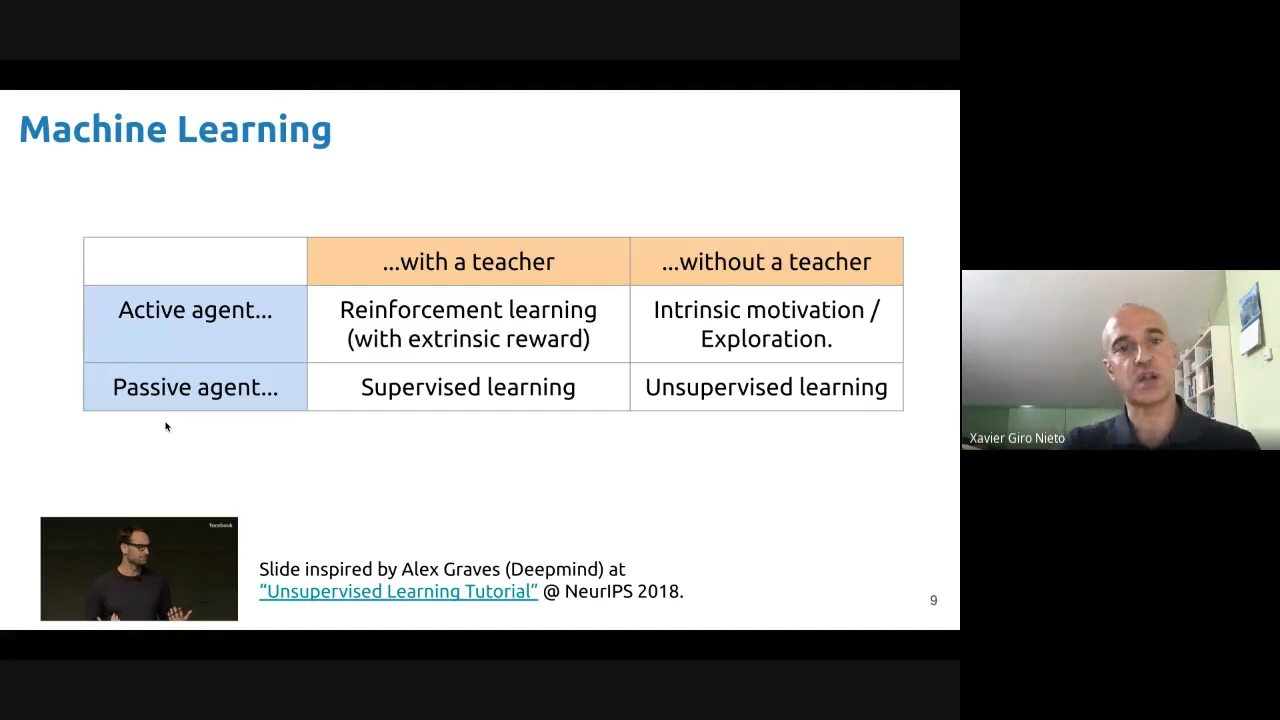 Machine Learning
...with a teacher
...without a teacher
Active agent...
Reinforcement learning
(with extrinsic reward)
Intrinsic motivation /
Exploration.
Passive agent...
Supervised learning
Unsupervised learning
facebook
Slide inspired by Alex Graves (Deepmind) at
“Unsupervised Learning Tutorial” @ NeurIPS 2018.
9
Xavier Giro Nieto